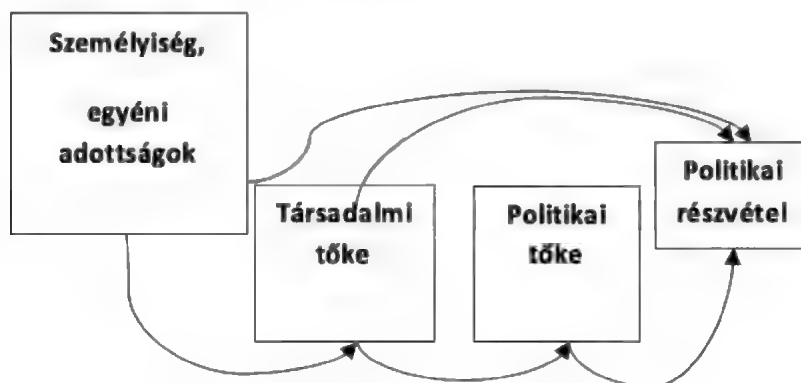 Személyiség,
egyéni
adottságok
Társadalmi
tőke
Politikai
tőke
Politikai
részvétel